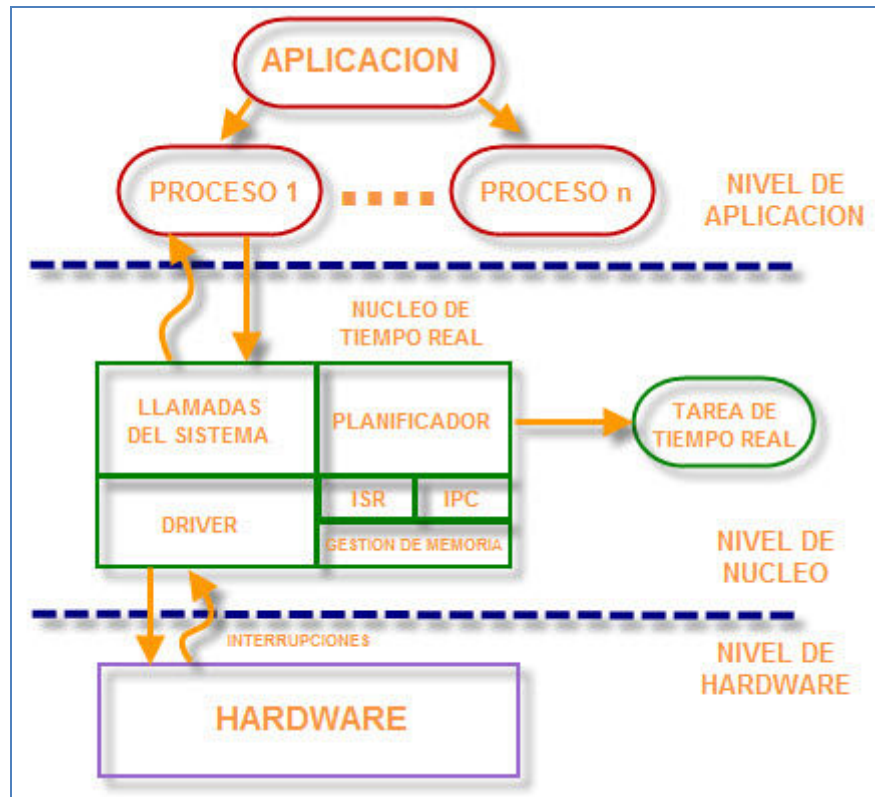 APLICACION
PROCESO 1
PROCESO n
NIVEL DE
APLICACION
NUCLEO DE
TIEMPO REAL
LLAMADAS
DEL SISTEMA
PLANIFICADOR
TAREA DE
TIEMPO REAL
ISR
IPC
DRIVER
GESTION DE MEMORIA
NIVEL DE
NUCLEO
INTERRUPCIONES
NIVEL DE
HARDWARE
HARDWARE